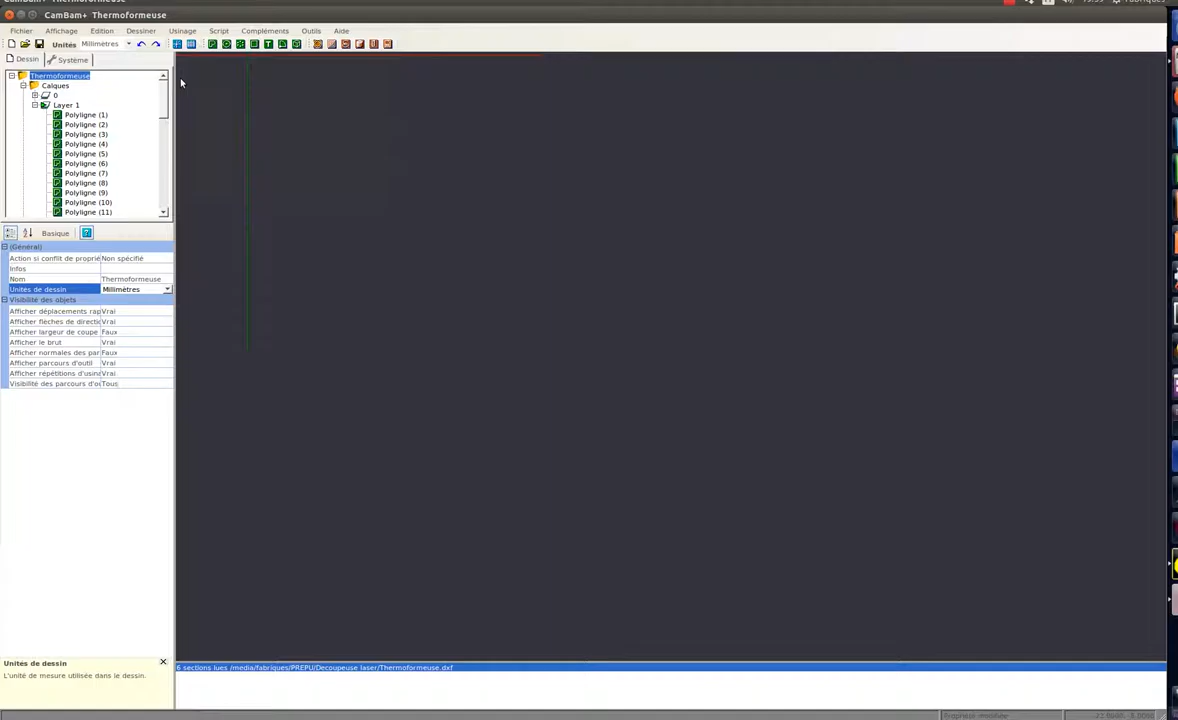 CamBam+ Thermoformeuse
CamBam+ Thermoformeuse
Fichier Affichage Edition Dessiner Usinage Script Compléments Outils Aide
Unités Millimètres
Dessin Système
Thermoformeuse
Calques
0
Layer 1
Polyligne (1)
Polyligne (2)
Polyligne (3)
Polyligne (4)
Polyligne (5)
Polyligne (6)
Polyligne (7)
Polyligne (8)
Polyligne (9)
Polyligne (10)
Polyligne (11)
Basique
(Général)
Action si conflit de proprié Non spécifié
Infos
Nom Thermoformeuse
Unités de dessin Millimètres
Visibilité des objets
Afficher déplacements rap Vrai
Afficher flèches de directi Vrai
Afficher largeur de coupe Faux
Afficher le brut Vrai
Afficher normales des par Faux
Afficher parcours d'outil Vrai
Afficher répétitions d'usina Vrai
Visibilité des parcours d'ou Tous
Unités de dessin
L'unité de mesure utilisée dans le dessin.
6 sections lues /media/fabriques/PREPU/Decoupeuse laser/Thermoformeuse.dxf
Propriété modifiée